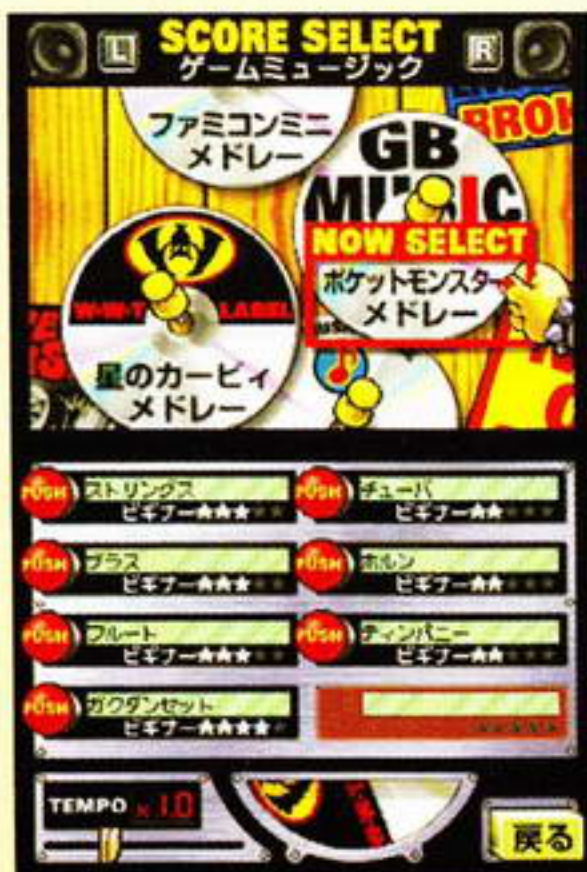 L
SCORE SELECT
R
ゲームミュージック
ファミコンミニ
メドレー
BROK
GB
MUSIC
NOW SELECT
ポケットモンスター
メドレー
W-W-T LABEL
星のカービィ
メドレー
PUSH
ストリングス
ビギナー★★★★★
PUSH
チューバ
ビギナー★★★★★
PUSH
ブラス
ビギナー★★★★★
PUSH
ホルン
ビギナー★★★★★
PUSH
フルート
ビギナー★★★★★
PUSH
ティンパニー
ビギナー★★★★★
PUSH
ガクダンセット
ビギナー★★★★★
TEMPO ×1.0
W-W-T
戻る